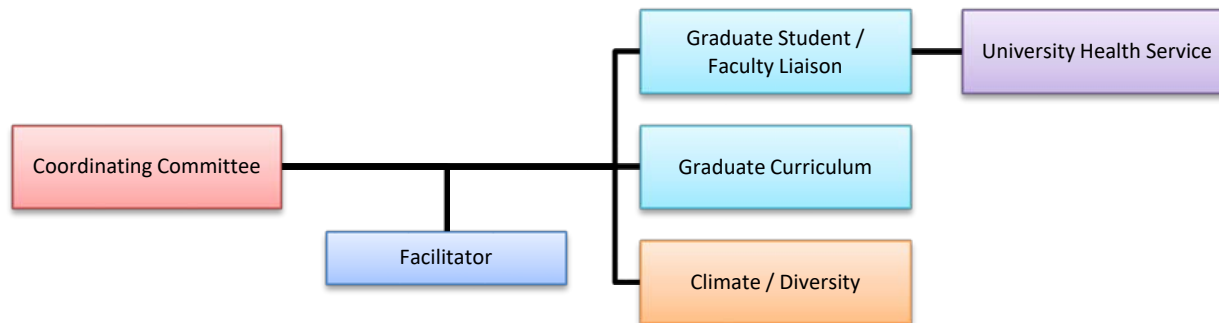 Graduate Student /
Faculty Liaison
University Health Service
Coordinating Committee
Graduate Curriculum
Facilitator
Climate / Diversity